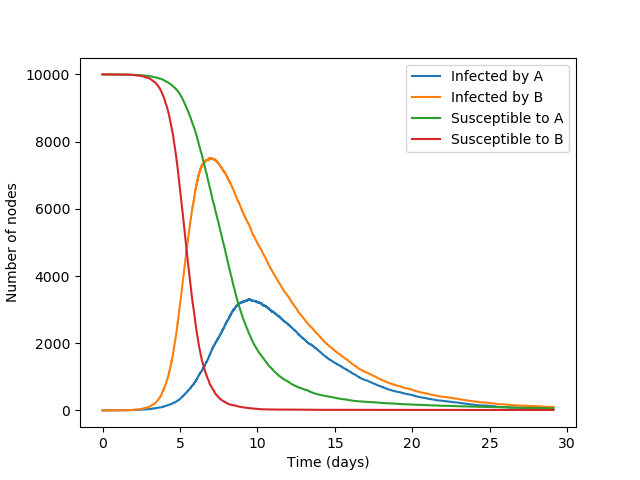 Infected by A
Infected by B
Susceptible to A
Susceptible to B
Number of nodes
10000
8000
6000
4000
2000
0
0 5 10 15 20 25 30
Time (days)